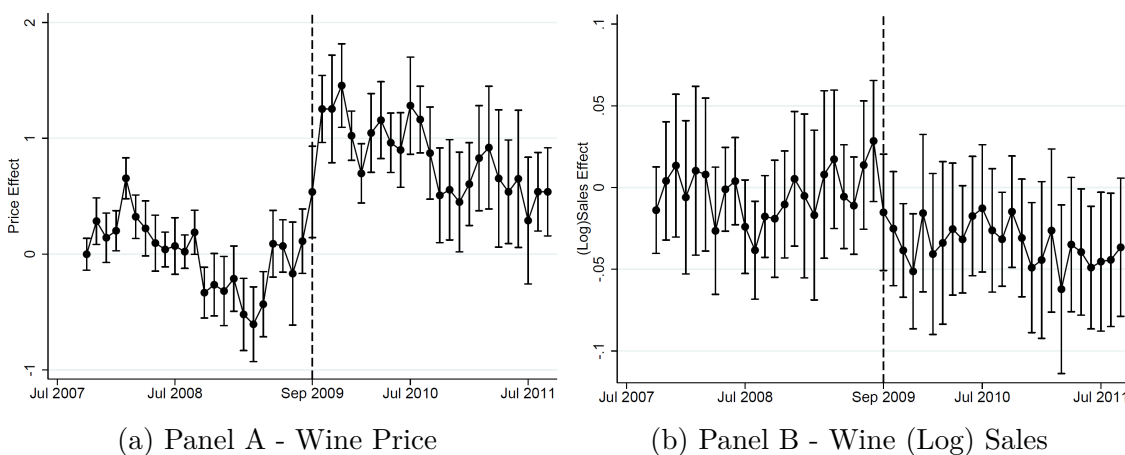 2
1
0
-1
Price Effect
Jul 2007
Jul 2008
Sep 2009
Jul 2010
Jul 2011
(a) Panel A - Wine Price
.1
.05
0
-.05
-.1
(Log)Sales Effect
Jul 2007
Jul 2008
Sep 2009
Jul 2010
Jul 2011
(b) Panel B - Wine (Log) Sales